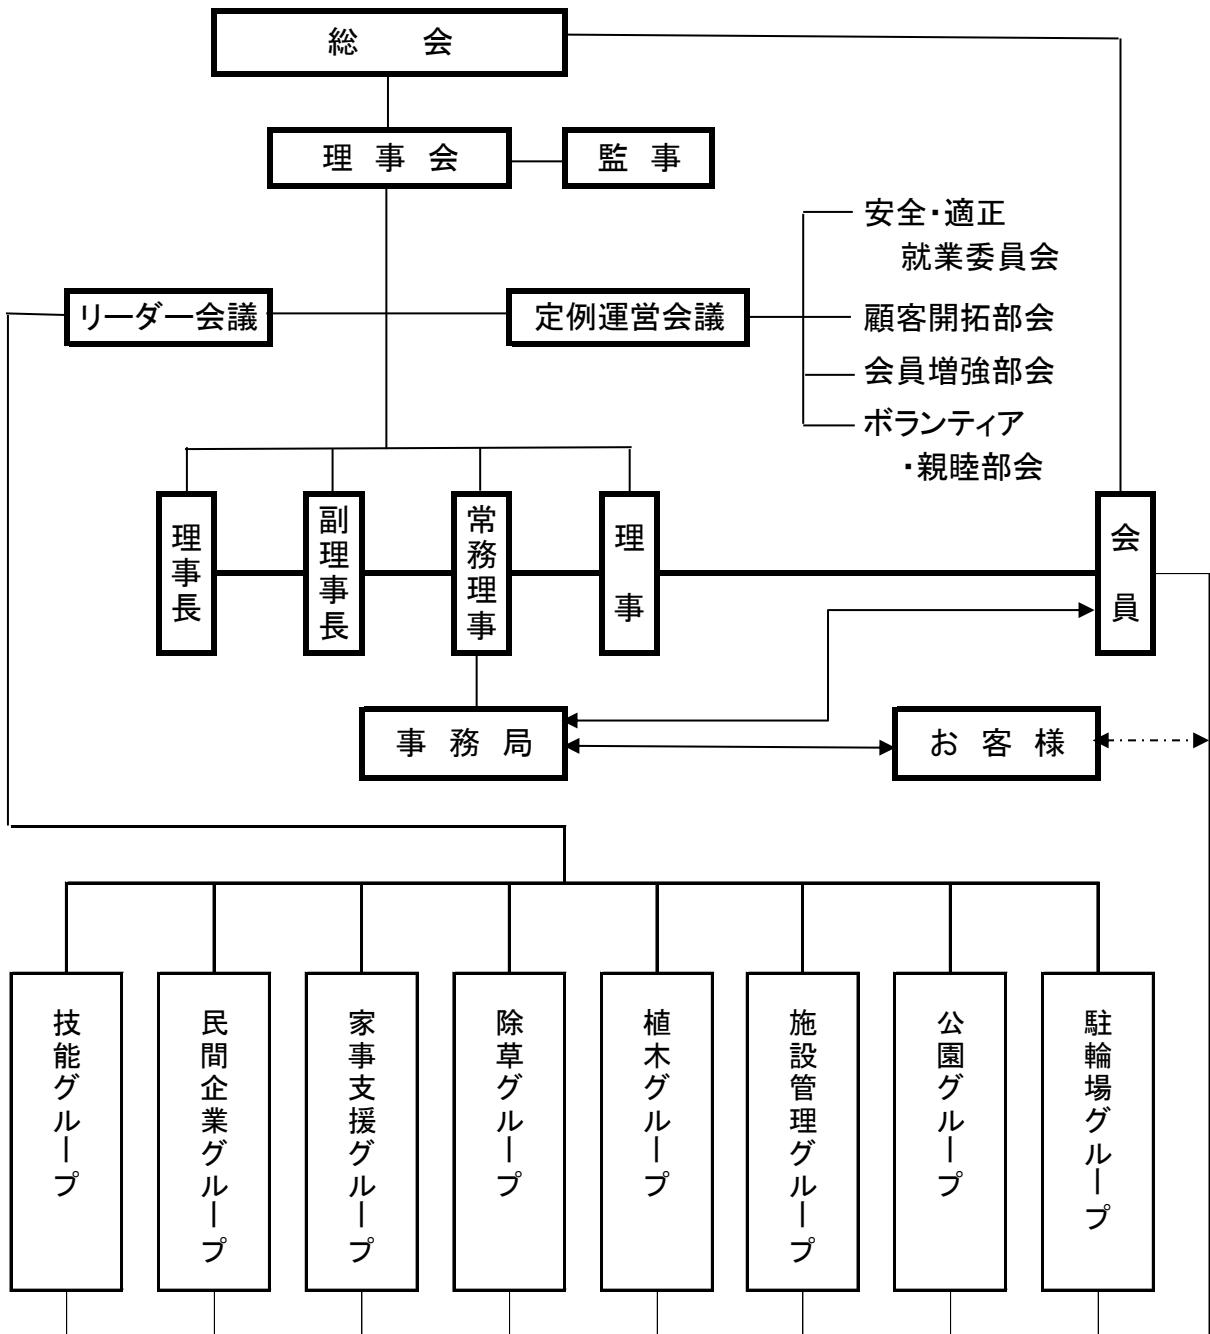 総 会
理 事 会
監 事
安全・適正
就業委員会
リーダー会議
定例運営会議
顧客開拓部会
会員増強部会
ボランティア
・親睦部会
理事長
副理事長
常務理事
理事
会員
事 務 局
お 客 様
技能グループ
民間企業グループ
家事支援グループ
除草グループ
植木グループ
施設管理グループ
公園グループ
駐輪場グループ